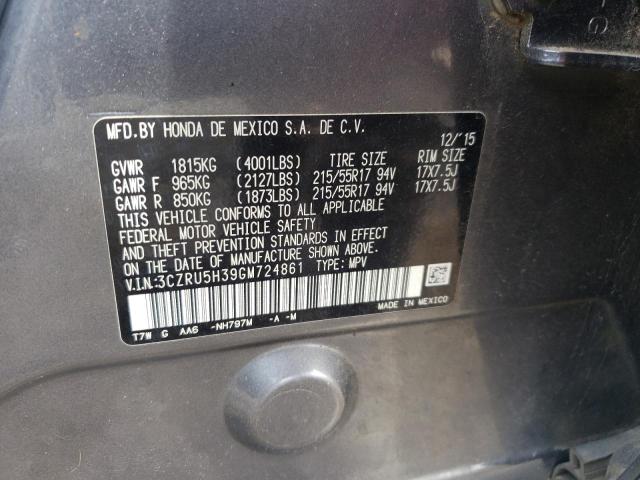 MFD.BY HONDA DE MEXICO S.A. DE C.V. 12/'15
GVWR 1815KG (4001LBS) TIRE SIZE RIM SIZE
GAWR F 965KG (2127LBS) 215/55R17 94V 17X7.5J
GAWR R 850KG (1873LBS) 215/55R17 94V 17X7.5J
THIS VEHICLE CONFORMS TO ALL APPLICABLE
FEDERAL MOTOR VEHICLE SAFETY
AND THEFT PREVENTION STANDARDS IN EFFECT
ON THE DATE OF MANUFACTURE SHOWN ABOVE.
V.I.N:3CZRU5H39GM724861 TYPE: MPV
MADE IN MEXICO
T7W G AA6 -NH797M -A -M